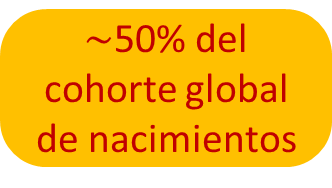 ~50% del
cohorte global
de nacimientos